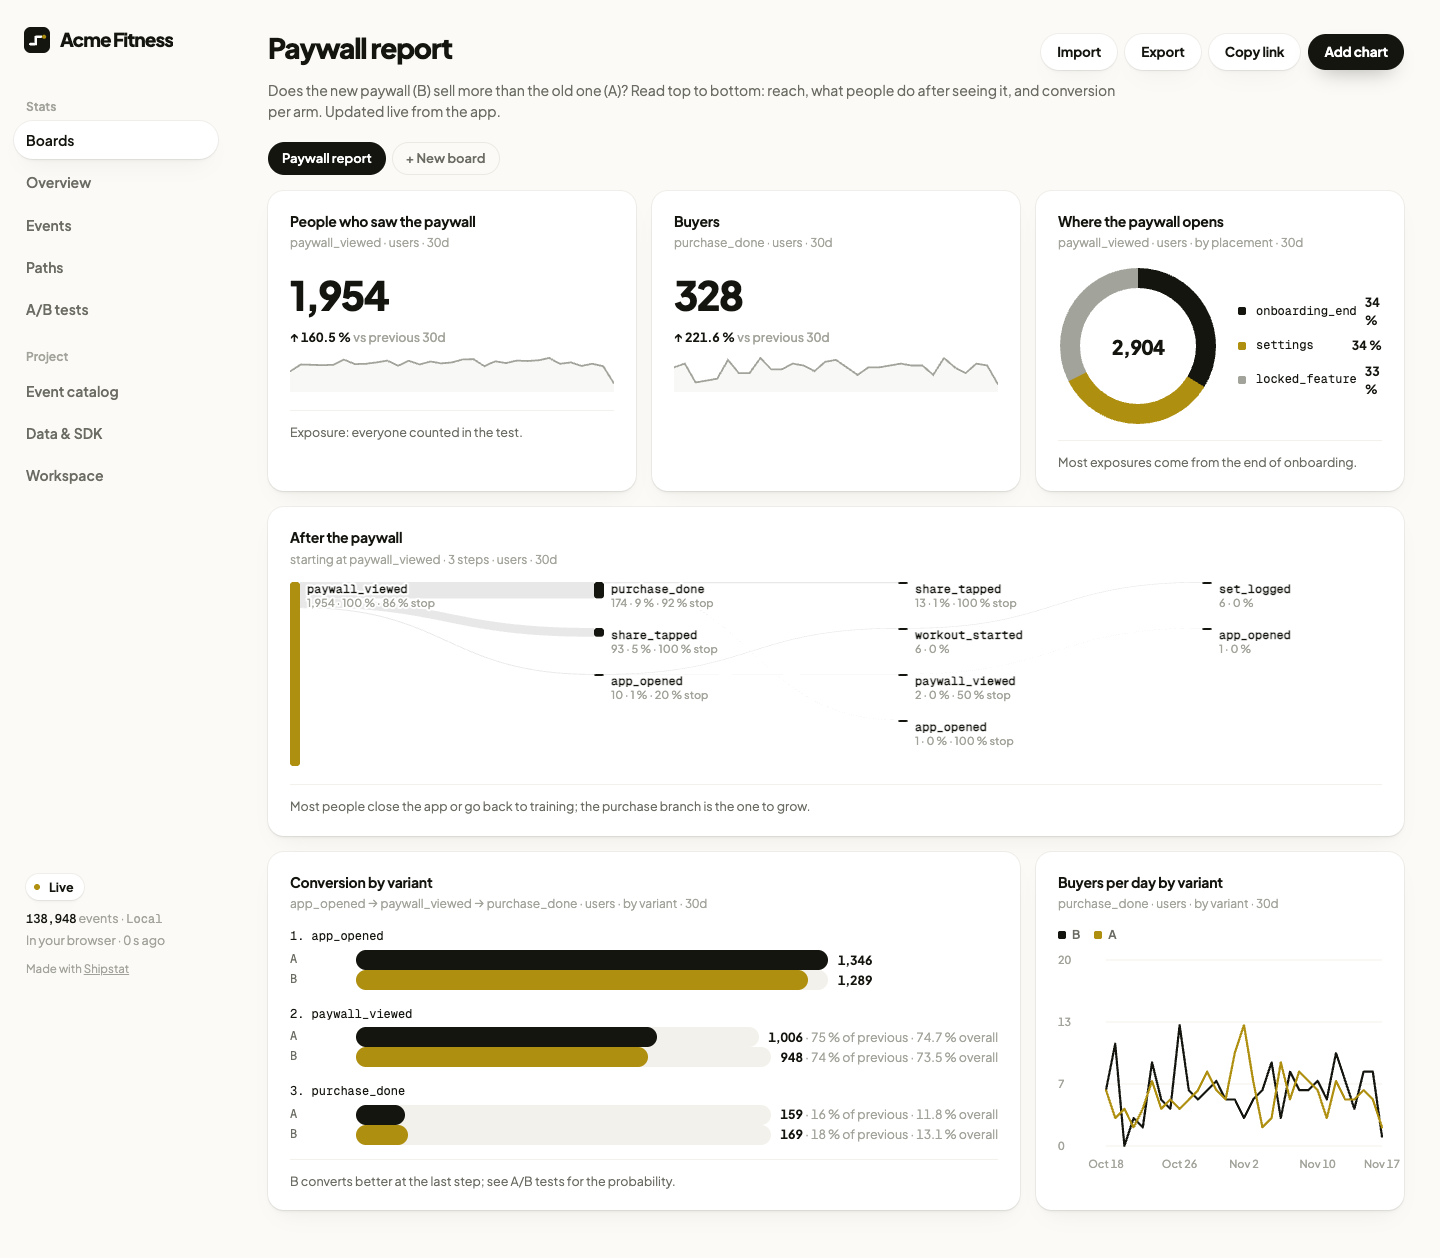 Acme Fitness
Stats
Boards
Overview
Events
Paths
A/B tests
Project
Event catalog
Data & SDK
Workspace
Live
138,948 events · Local
In your browser · 0 s ago
Made with Shipstat
Paywall report
Import
Export
Copy link
Add chart
Does the new paywall (B) sell more than the old one (A)? Read top to bottom: reach, what people do after seeing it, and conversion
per arm. Updated live from the app.
Paywall report
+ New board
People who saw the paywall
paywall_viewed · users · 30d
1,954
↑ 160.5 % vs previous 30d
Exposure: everyone counted in the test.
Buyers
purchase_done · users · 30d
328
↑ 221.6 % vs previous 30d
Where the paywall opens
paywall_viewed · users · by placement · 30d
2,904
onboarding_end 34 %
settings 34 %
locked_feature 33 %
Most exposures come from the end of onboarding.
After the paywall
starting at paywall_viewed · 3 steps · users · 30d
paywall_viewed
1,954 · 100 % · 86 % stop
purchase_done
174 · 9 % · 92 % stop
share_tapped
93 · 5 % · 100 % stop
app_opened
10 · 1 % · 20 % stop
share_tapped
13 · 1 % · 100 % stop
workout_started
6 · 0 %
paywall_viewed
2 · 0 % · 50 % stop
app_opened
1 · 0 % · 100 % stop
set_logged
6 · 0 %
app_opened
1 · 0 %
Most people close the app or go back to training; the purchase branch is the one to grow.
Conversion by variant
app_opened → paywall_viewed → purchase_done · users · by variant · 30d
1. app_opened
A 1,346
B 1,289
2. paywall_viewed
A 1,006 · 75 % of previous · 74.7 % overall
B 948 · 74 % of previous · 73.5 % overall
3. purchase_done
A 159 · 16 % of previous · 11.8 % overall
B 169 · 18 % of previous · 13.1 % overall
B converts better at the last step; see A/B tests for the probability.
Buyers per day by variant
purchase_done · users · by variant · 30d
B A
20
13
7
0
Oct 18 Oct 26 Nov 2 Nov 10 Nov 17